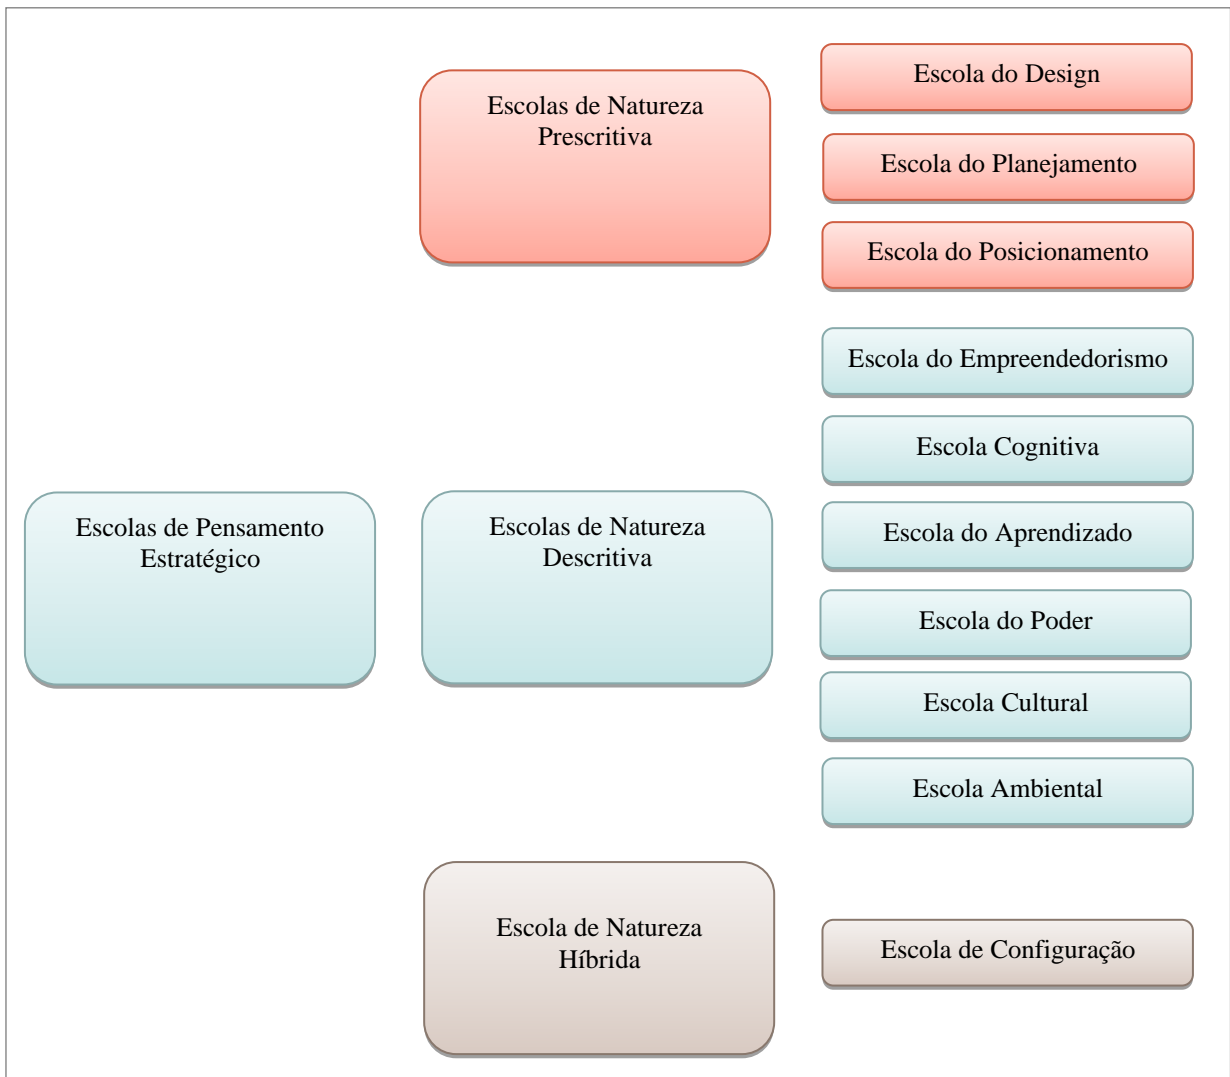 Escolas de Pensamento
Estratégico
Escolas de Natureza
Prescritiva
Escola do Design
Escola do Planejamento
Escola do Posicionamento
Escolas de Natureza
Descritiva
Escola do Empreendedorismo
Escola Cognitiva
Escola do Aprendizado
Escola do Poder
Escola Cultural
Escola Ambiental
Escola de Natureza
Híbrida
Escola de Configuração